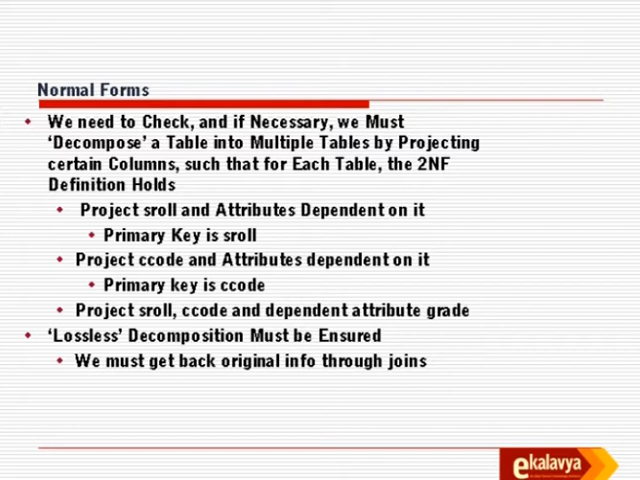 Normal Forms
We need to Check, and if Necessary, we Must
‘Decompose’ a Table into Multiple Tables by Projecting
certain Columns, such that for Each Table, the 2NF
Definition Holds
Project sroll and Attributes Dependent on it
Primary Key is sroll
Project ccode and Attributes dependent on it
Primary key is ccode
Project sroll, ccode and dependent attribute grade
‘Lossless’ Decomposition Must be Ensured
We must get back original info through joins
ekalavya